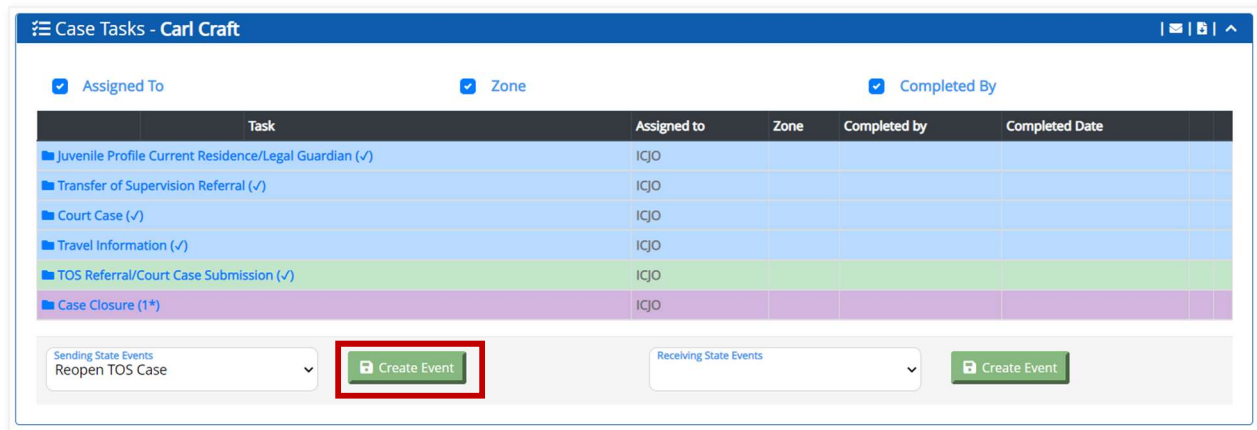 Case Tasks - Carl Craft
Assigned To Zone Completed By
Task Assigned to Zone Completed by Completed Date
Juvenile Profile Current Residence/Legal Guardian (✓) ICJO
Transfer of Supervision Referral (✓) ICJO
Court Case (✓) ICJO
Travel Information (✓) ICJO
TOS Referral/Court Case Submission (✓) ICJO
Case Closure (1*) ICJO
Sending State Events
Reopen TOS Case
Create Event
Receiving State Events
Create Event